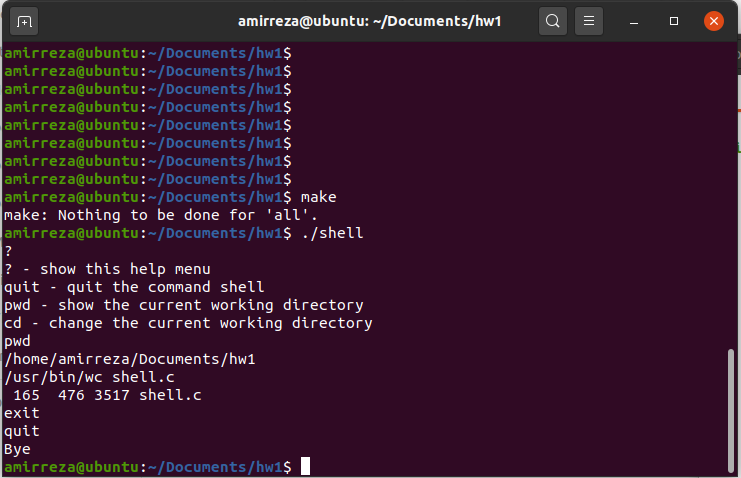 amirreza@ubuntu: ~/Documents/hw1
amirreza@ubuntu:~/Documents/hw1$
amirreza@ubuntu:~/Documents/hw1$
amirreza@ubuntu:~/Documents/hw1$
amirreza@ubuntu:~/Documents/hw1$
amirreza@ubuntu:~/Documents/hw1$
amirreza@ubuntu:~/Documents/hw1$
amirreza@ubuntu:~/Documents/hw1$
amirreza@ubuntu:~/Documents/hw1$
amirreza@ubuntu:~/Documents/hw1$ make
make: Nothing to be done for 'all'.
amirreza@ubuntu:~/Documents/hw1$ ./shell
?
? - show this help menu
quit - quit the command shell
pwd - show the current working directory
cd - change the current working directory
pwd
/home/amirreza/Documents/hw1
/usr/bin/wc shell.c
 165  476 3517 shell.c
exit
quit
Bye
amirreza@ubuntu:~/Documents/hw1$